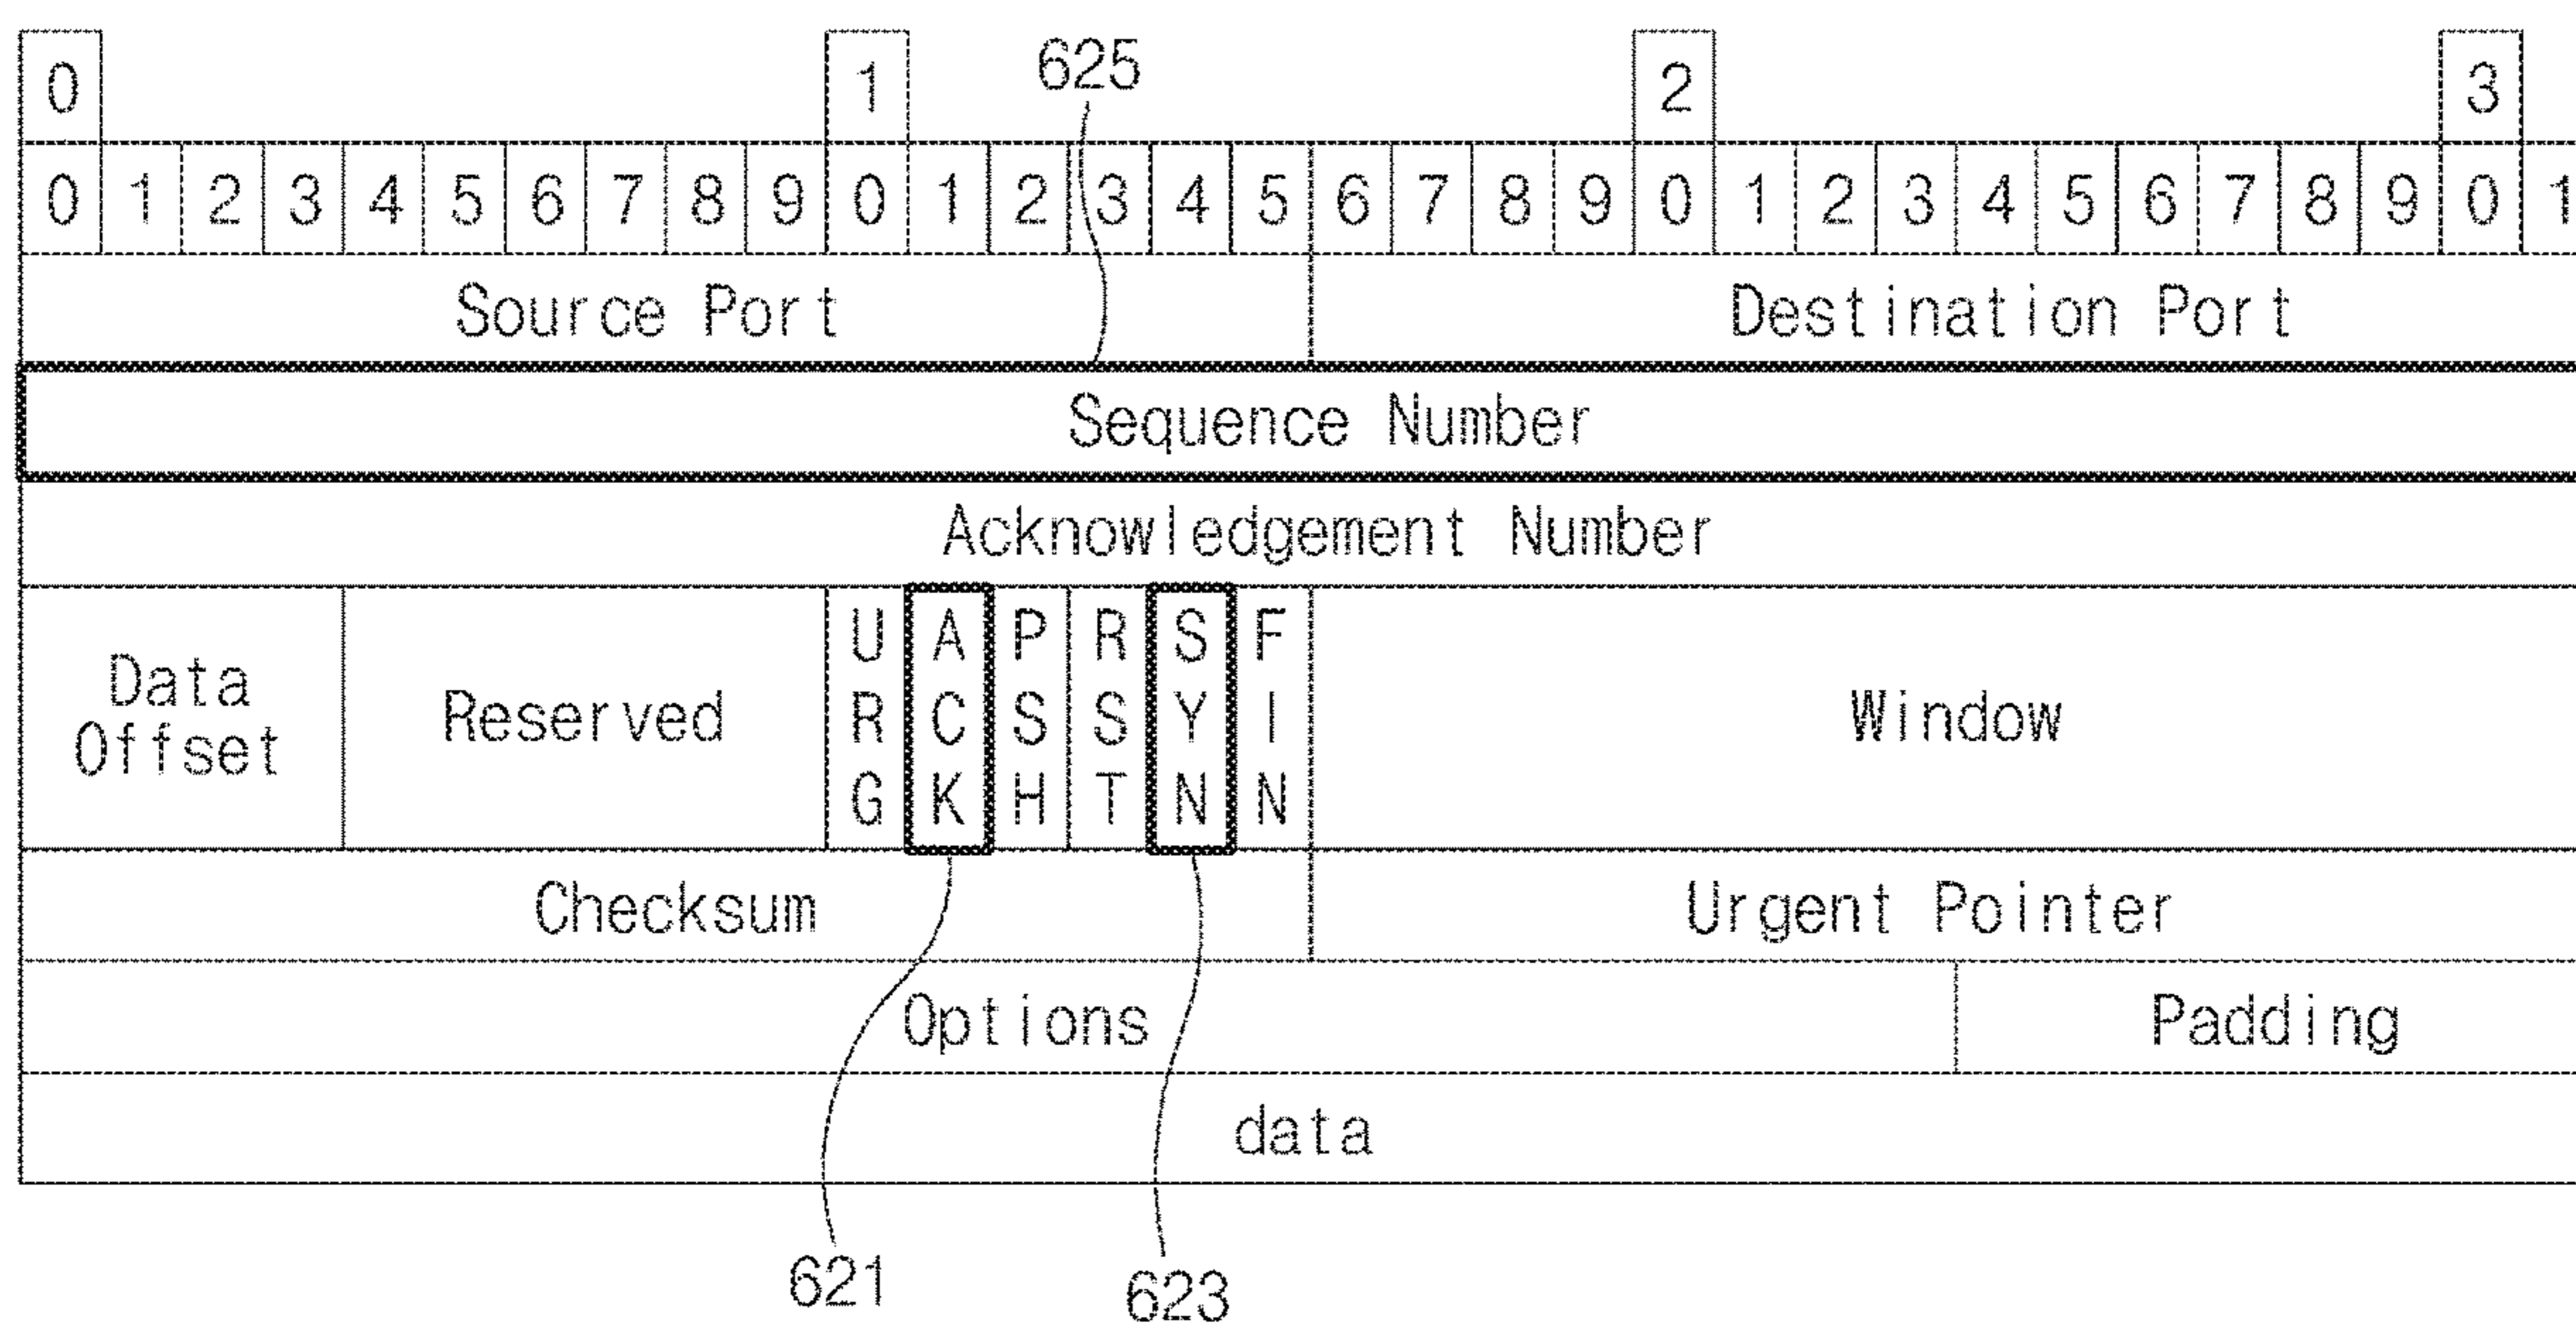 0 1 625 2 3
0 1 2 3 4 5 6 7 8 9 0 1 2 3 4 5 6 7 8 9 0 1 2 3 4 5 6 7 8 9 0 1
Source Port Destination Port
Sequence Number
Acknowledgement Number
Data Offset Reserved URG ACK PSH RST SYN FIN Window
Checksum Urgent Pointer
Options Padding
data
621 623